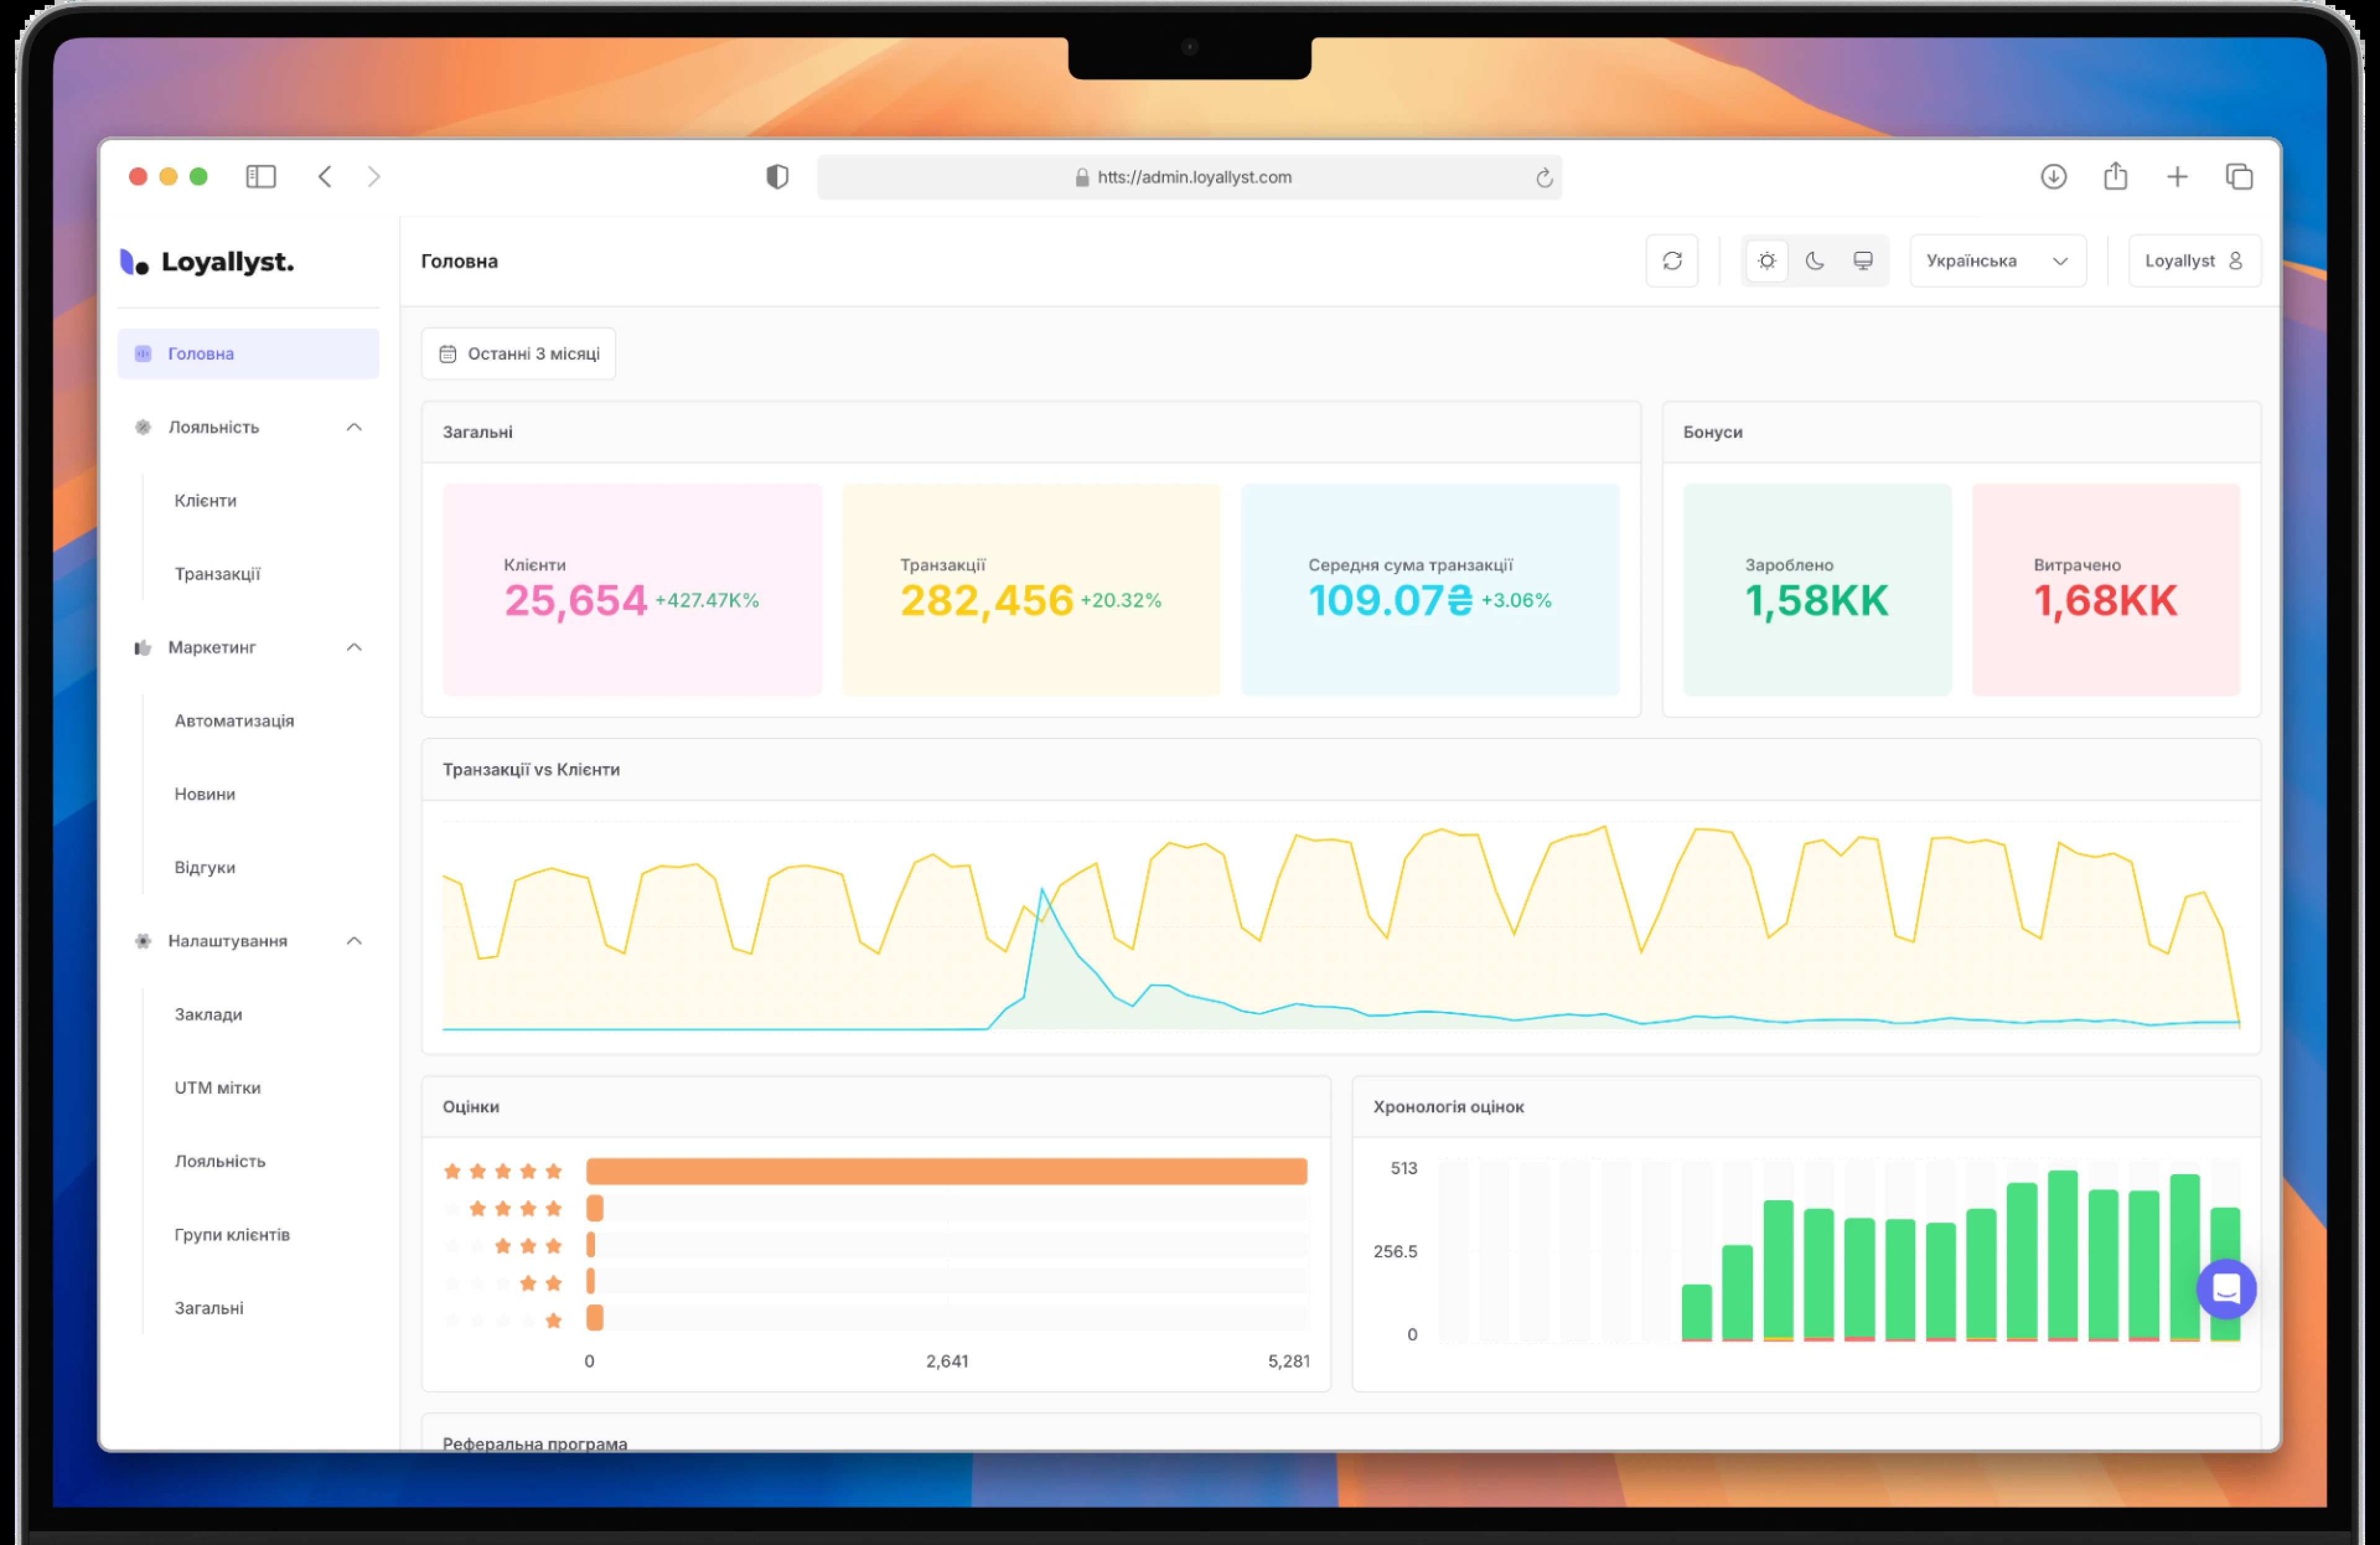 htts://admin.loyallyst.com
Loyallyst.
Головна
Українська
Loyallyst
Головна
Лояльність
Клієнти
Транзакції
Маркетинг
Автоматизація
Новини
Відгуки
Налаштування
Заклади
UTM мітки
Лояльність
Групи клієнтів
Загальні
Останні 3 місяці
Загальні
Клієнти
25,654 +427.47K%
Транзакції
282,456 +20.32%
Середня сума транзакції
109.07₴ +3.06%
Бонуси
Зароблено
1,58KK
Витрачено
1,68KK
Транзакції vs Клієнти
Оцінки
0
2,641
5,281
Хронологія оцінок
513
256.5
0
Реферальна програма